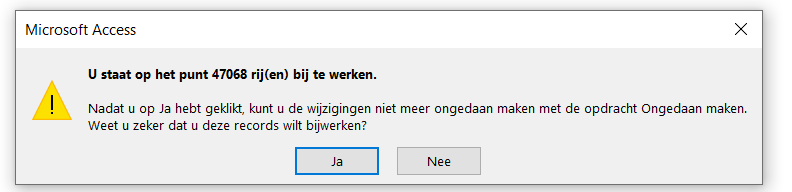 Microsoft Access
U staat op het punt 47068 rij(en) bij te werken.
Nadat u op Ja hebt geklikt, kunt u de wijzigingen niet meer ongedaan maken met de opdracht Ongedaan maken.
Weet u zeker dat u deze records wilt bijwerken?
Ja
Nee